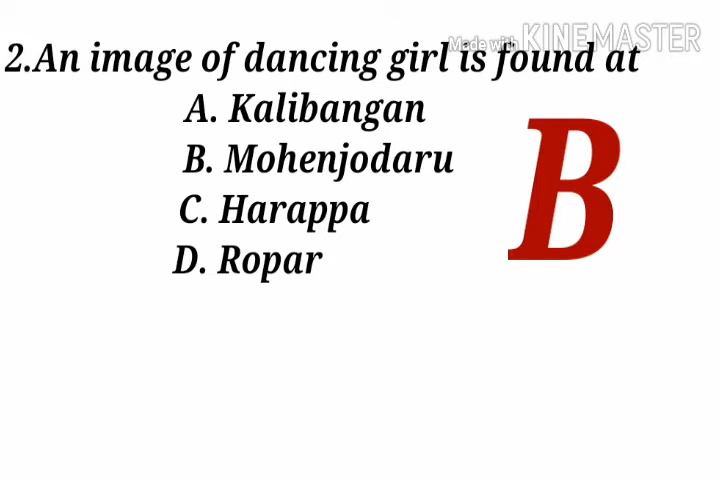 Made with KINEMASTER
2.An image of dancing girl is found at
A. Kalibangan
B. Mohenjodaru
C. Harappa
D. Ropar
B